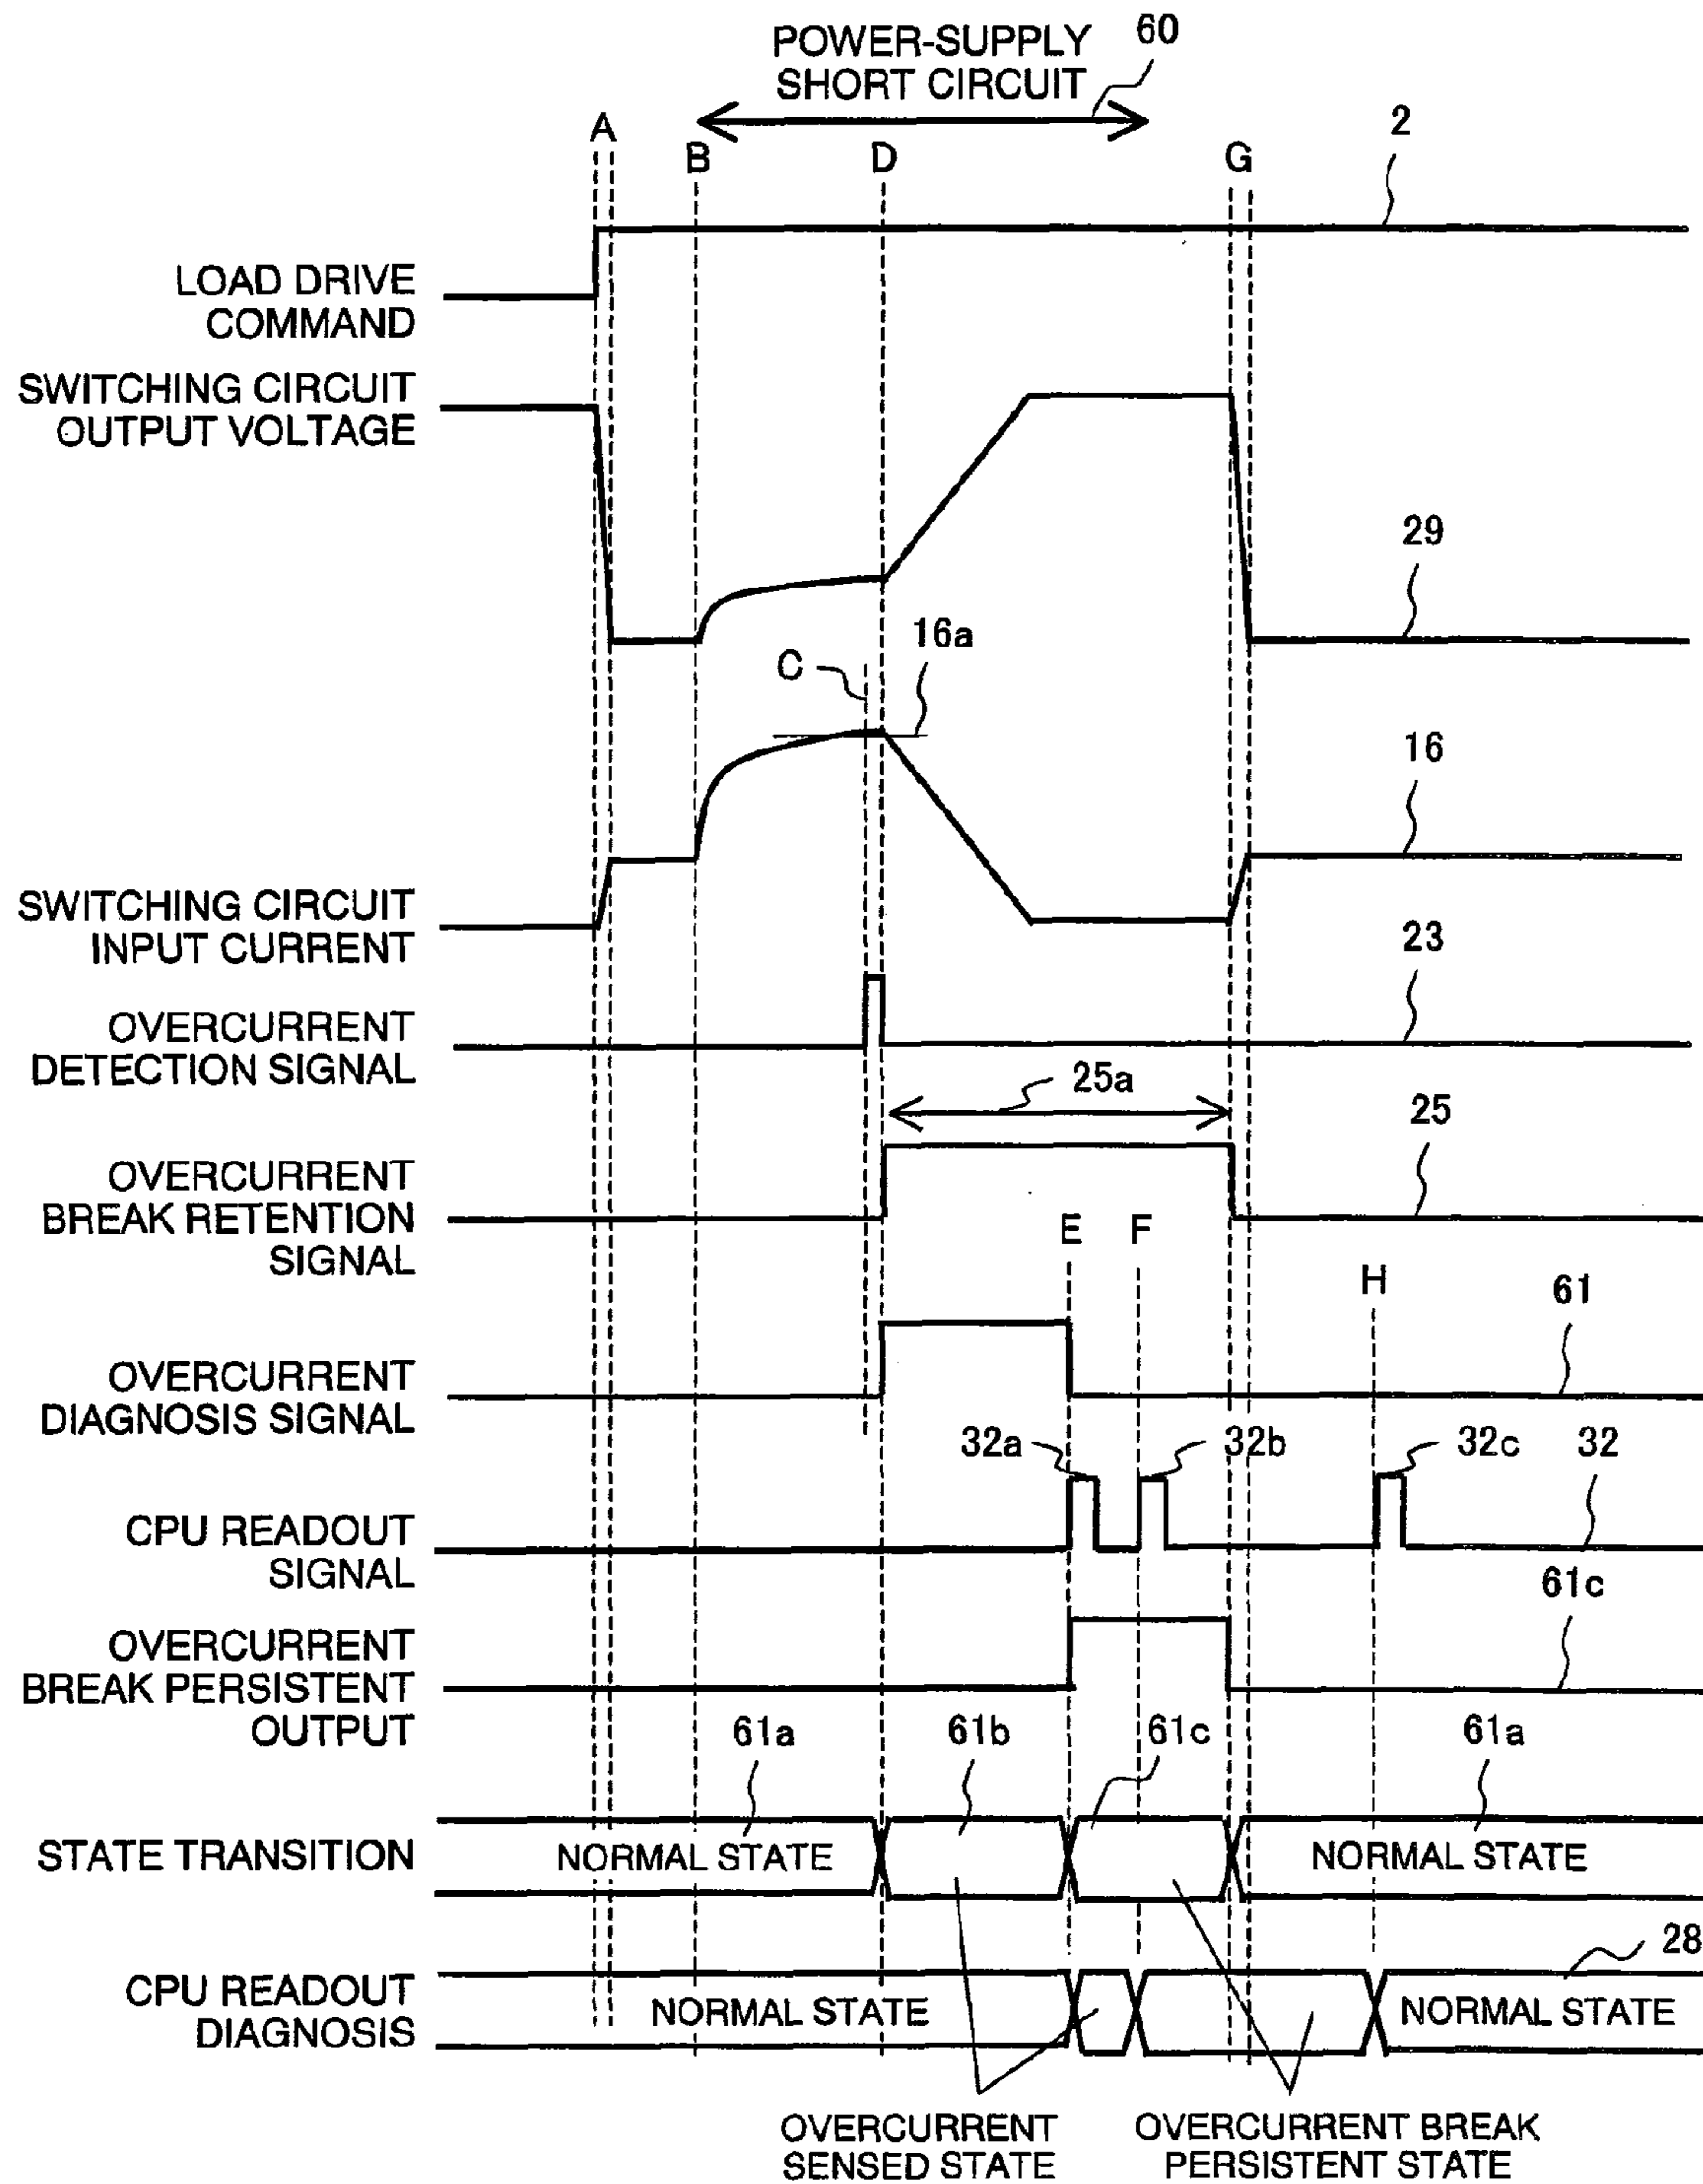 POWER-SUPPLY
SHORT CIRCUIT
60
A
B
D
G
2
LOAD DRIVE
COMMAND
SWITCHING CIRCUIT
OUTPUT VOLTAGE
29
C
16a
16
SWITCHING CIRCUIT
INPUT CURRENT
23
OVERCURRENT
DETECTION SIGNAL
25a
25
OVERCURRENT
BREAK RETENTION
SIGNAL
E
F
H
61
OVERCURRENT
DIAGNOSIS SIGNAL
32a
32b
32c
32
CPU READOUT
SIGNAL
61c
OVERCURRENT
BREAK PERSISTENT
OUTPUT
61a
61b
61c
61a
STATE TRANSITION
NORMAL STATE
NORMAL STATE
28
CPU READOUT
DIAGNOSIS
NORMAL STATE
NORMAL STATE
OVERCURRENT
SENSED STATE
OVERCURRENT BREAK
PERSISTENT STATE